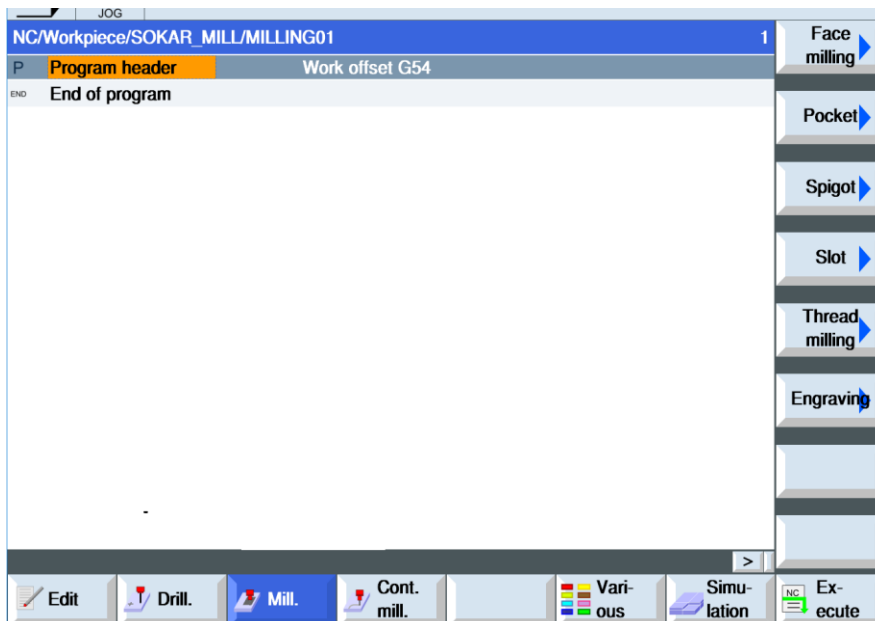 JOG
NC/Workpiece/SOKAR_MILL/MILLING01 1
P Program header Work offset G54
END End of program
Face
milling
Pocket
Spigot
Slot
Thread
milling
Engraving
-
>
Edit
Drill.
Mill.
Cont.
mill.
Vari-
ous
Simu-
lation
NC
Ex-
ecute